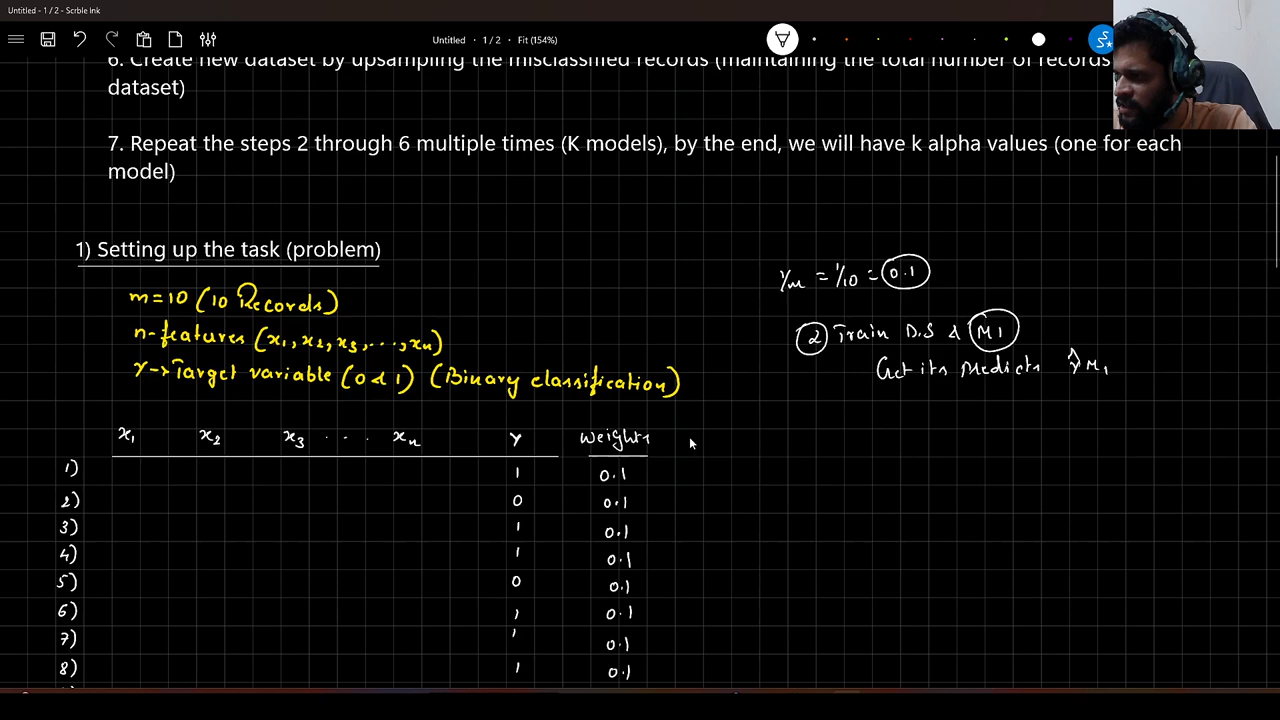 Untitled - 1 / 2 - Scrble Ink
Untitled · 1 / 2 · Fit (154%)
6. Create new dataset by upsampling the misclassified records (maintaining the total number of records
dataset)
7. Repeat the steps 2 through 6 multiple times (K models), by the end, we will have k alpha values (one for each
model)
1) Setting up the task (problem)
m=10 (10 Records)
n-features (x₁, x₂, x₃, ..., xₙ)
Y→Target variable (0 & 1) (Binary classification)
1/m = 1/10 = 0.1
2 Train D.S & M1
Get its Predicts ŷM₁
x₁ x₂ x₃ .... xₙ Y weights
1) 1 0.1
2) 0 0.1
3) 1 0.1
4) 1 0.1
5) 0 0.1
6) 1 0.1
7) 1 0.1
8) 1 0.1